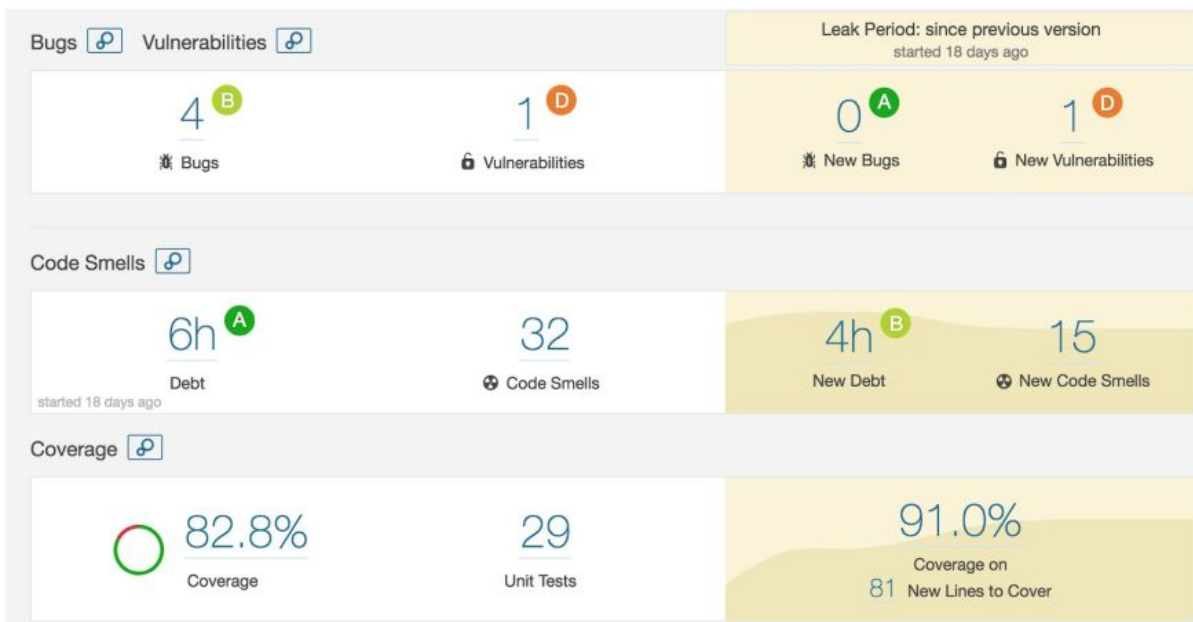 Bugs Vulnerabilities
Leak Period: since previous version
started 18 days ago
4 B
1 D
0 A
1 D
Bugs
Vulnerabilities
New Bugs
New Vulnerabilities
Code Smells
6h A
32
4h B
15
Debt
Code Smells
New Debt
New Code Smells
started 18 days ago
Coverage
82.8%
29
91.0%
Coverage
Unit Tests
Coverage on
81 New Lines to Cover